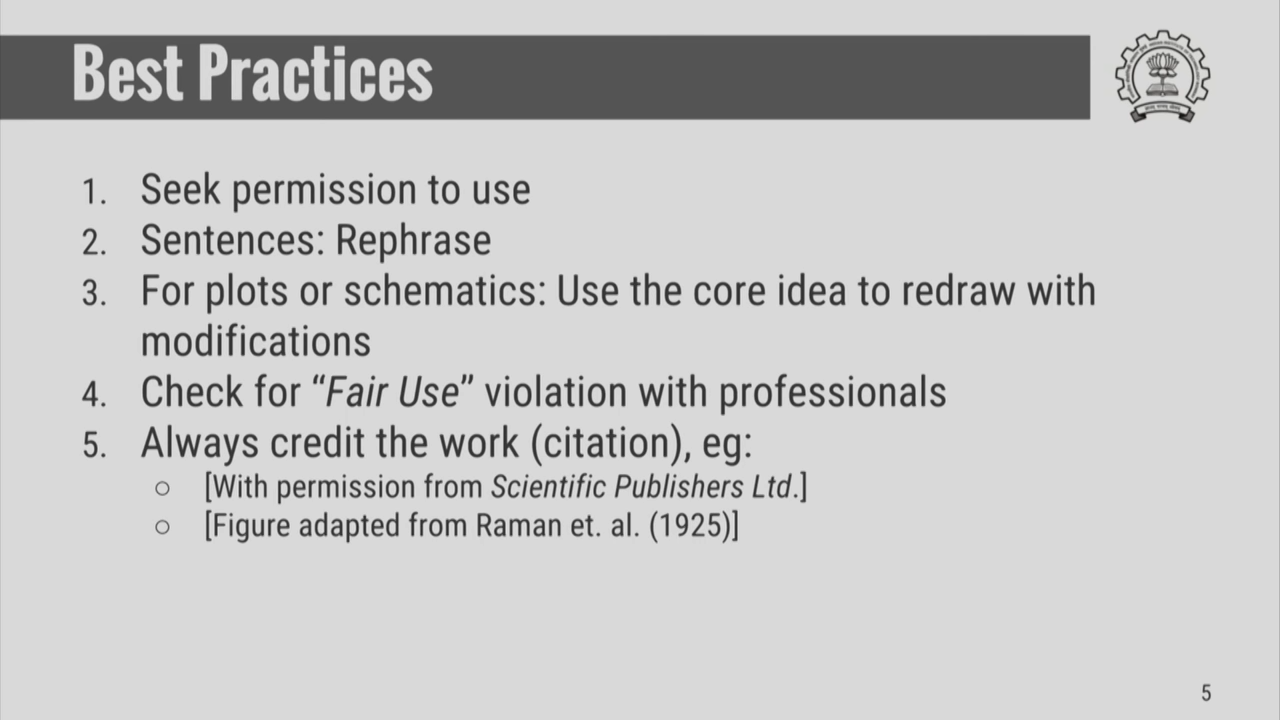 Best Practices
1. Seek permission to use
2. Sentences: Rephrase
3. For plots or schematics: Use the core idea to redraw with
modifications
4. Check for “Fair Use” violation with professionals
5. Always credit the work (citation), eg:
○ [With permission from Scientific Publishers Ltd.]
○ [Figure adapted from Raman et. al. (1925)]
5